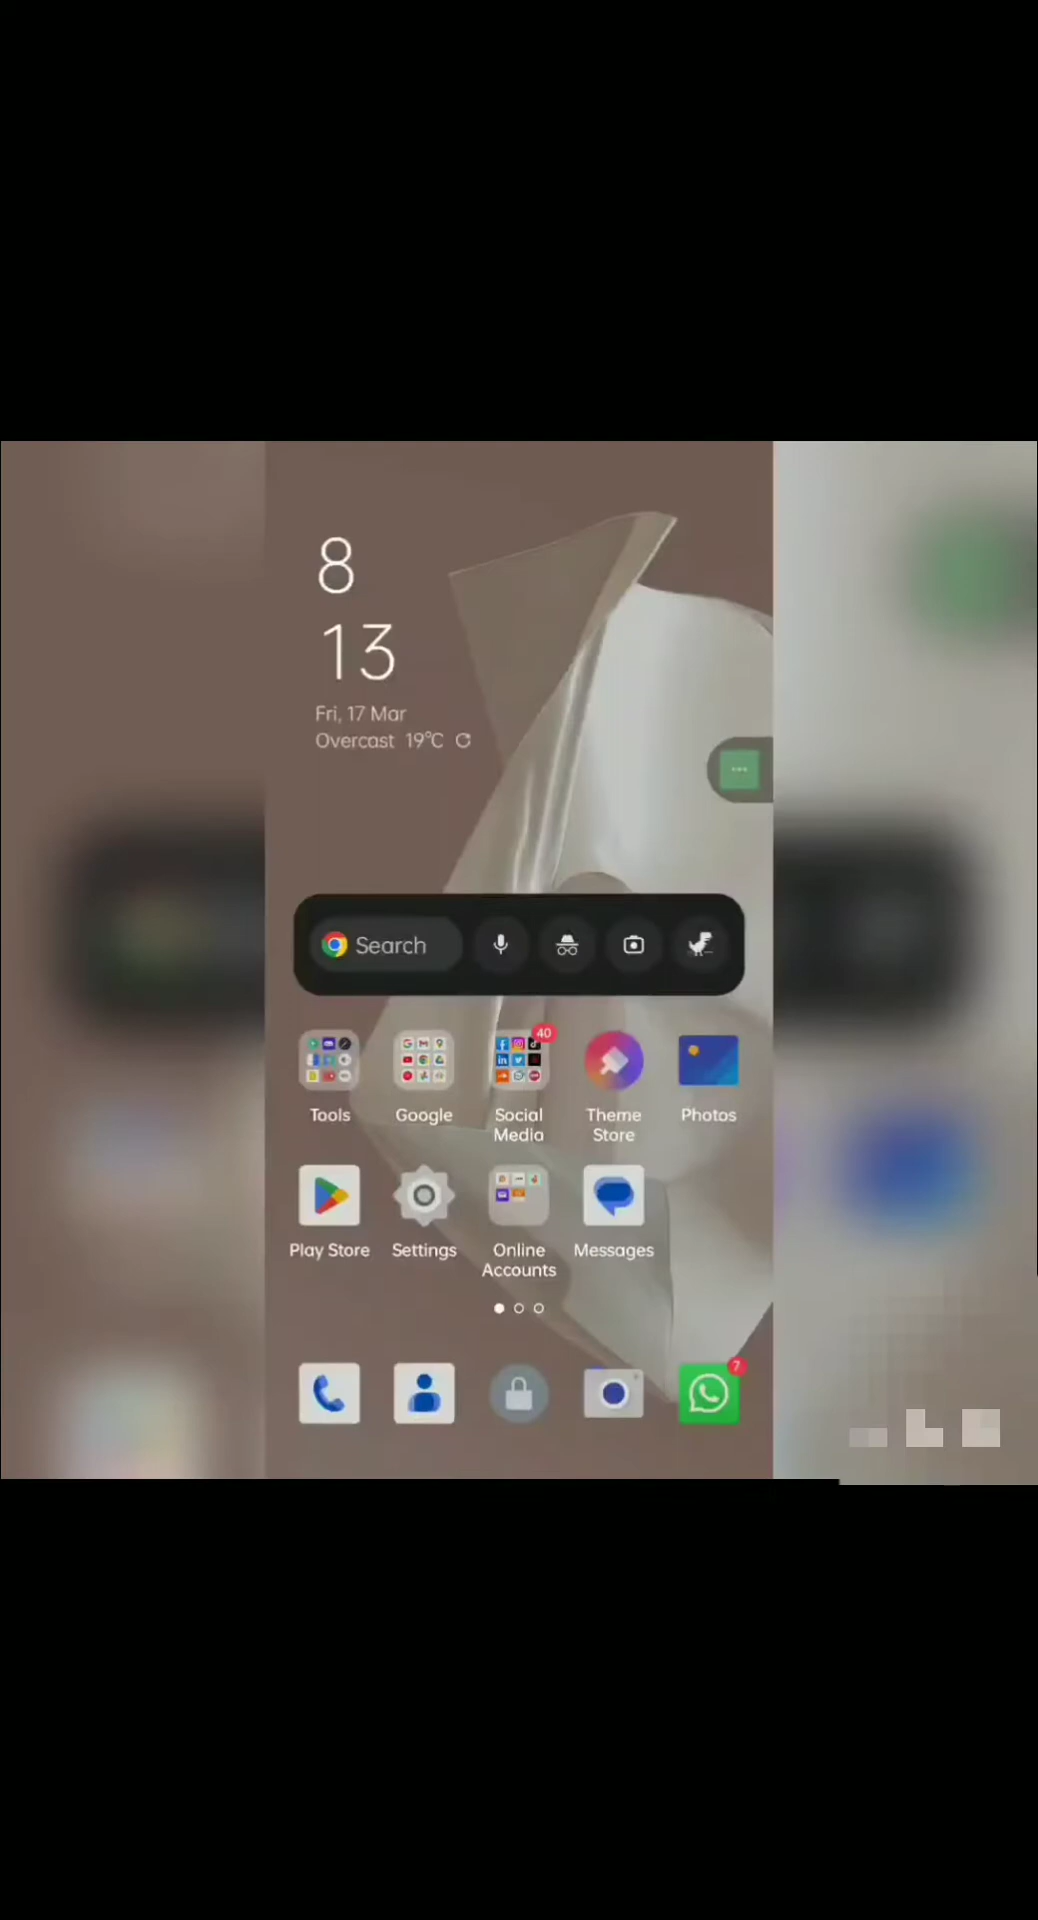 8
13
Fri, 17 Mar
Overcast 19°C
Search
40
Tools
Google
Social Media
Theme Store
Photos
Play Store
Settings
Online Accounts
Messages
7